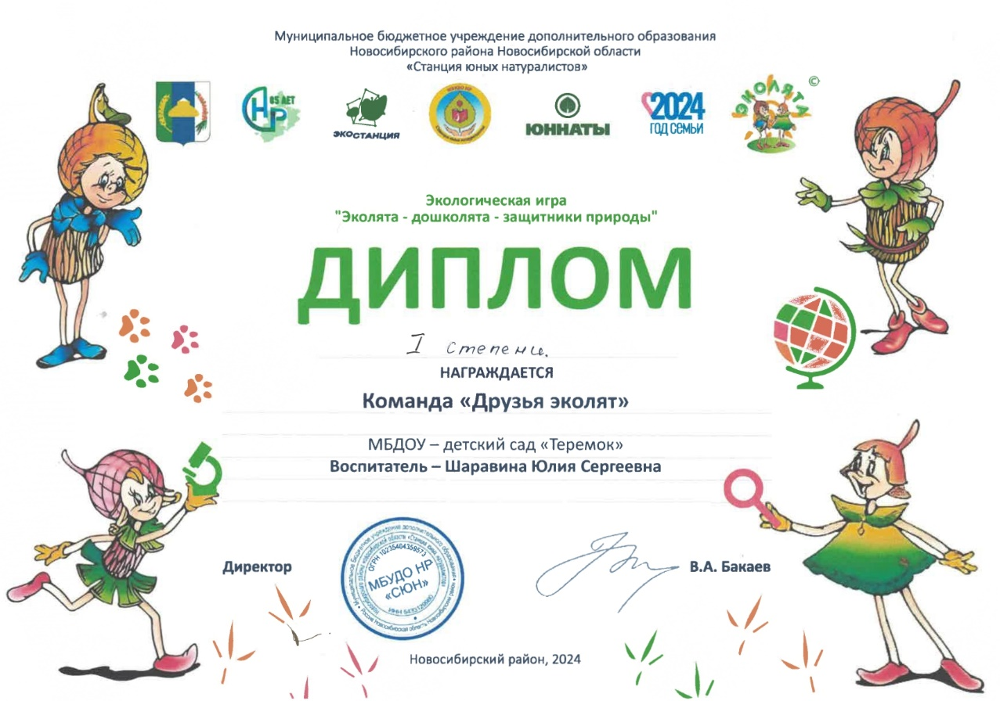 Муниципальное бюджетное учреждение дополнительного образования
Новосибирского района Новосибирской области
«Станция юных натуралистов»
85 ЛЕТ
НР
ЭКОСТАНЦИЯ
ЮННАТЫ
2024
ГОД СЕМЬИ
ЭКОЛЯТА ©
Экологическая игра
"Эколята - дошколята - защитники природы"
ДИПЛОМ
I степени.
НАГРАЖДАЕТСЯ
Команда «Друзья эколят»
МБДОУ – детский сад «Теремок»
Воспитатель – Шаравина Юлия Сергеевна
Директор
МБУДО НР
«СЮН»
В.А. Бакаев
Новосибирский район, 2024